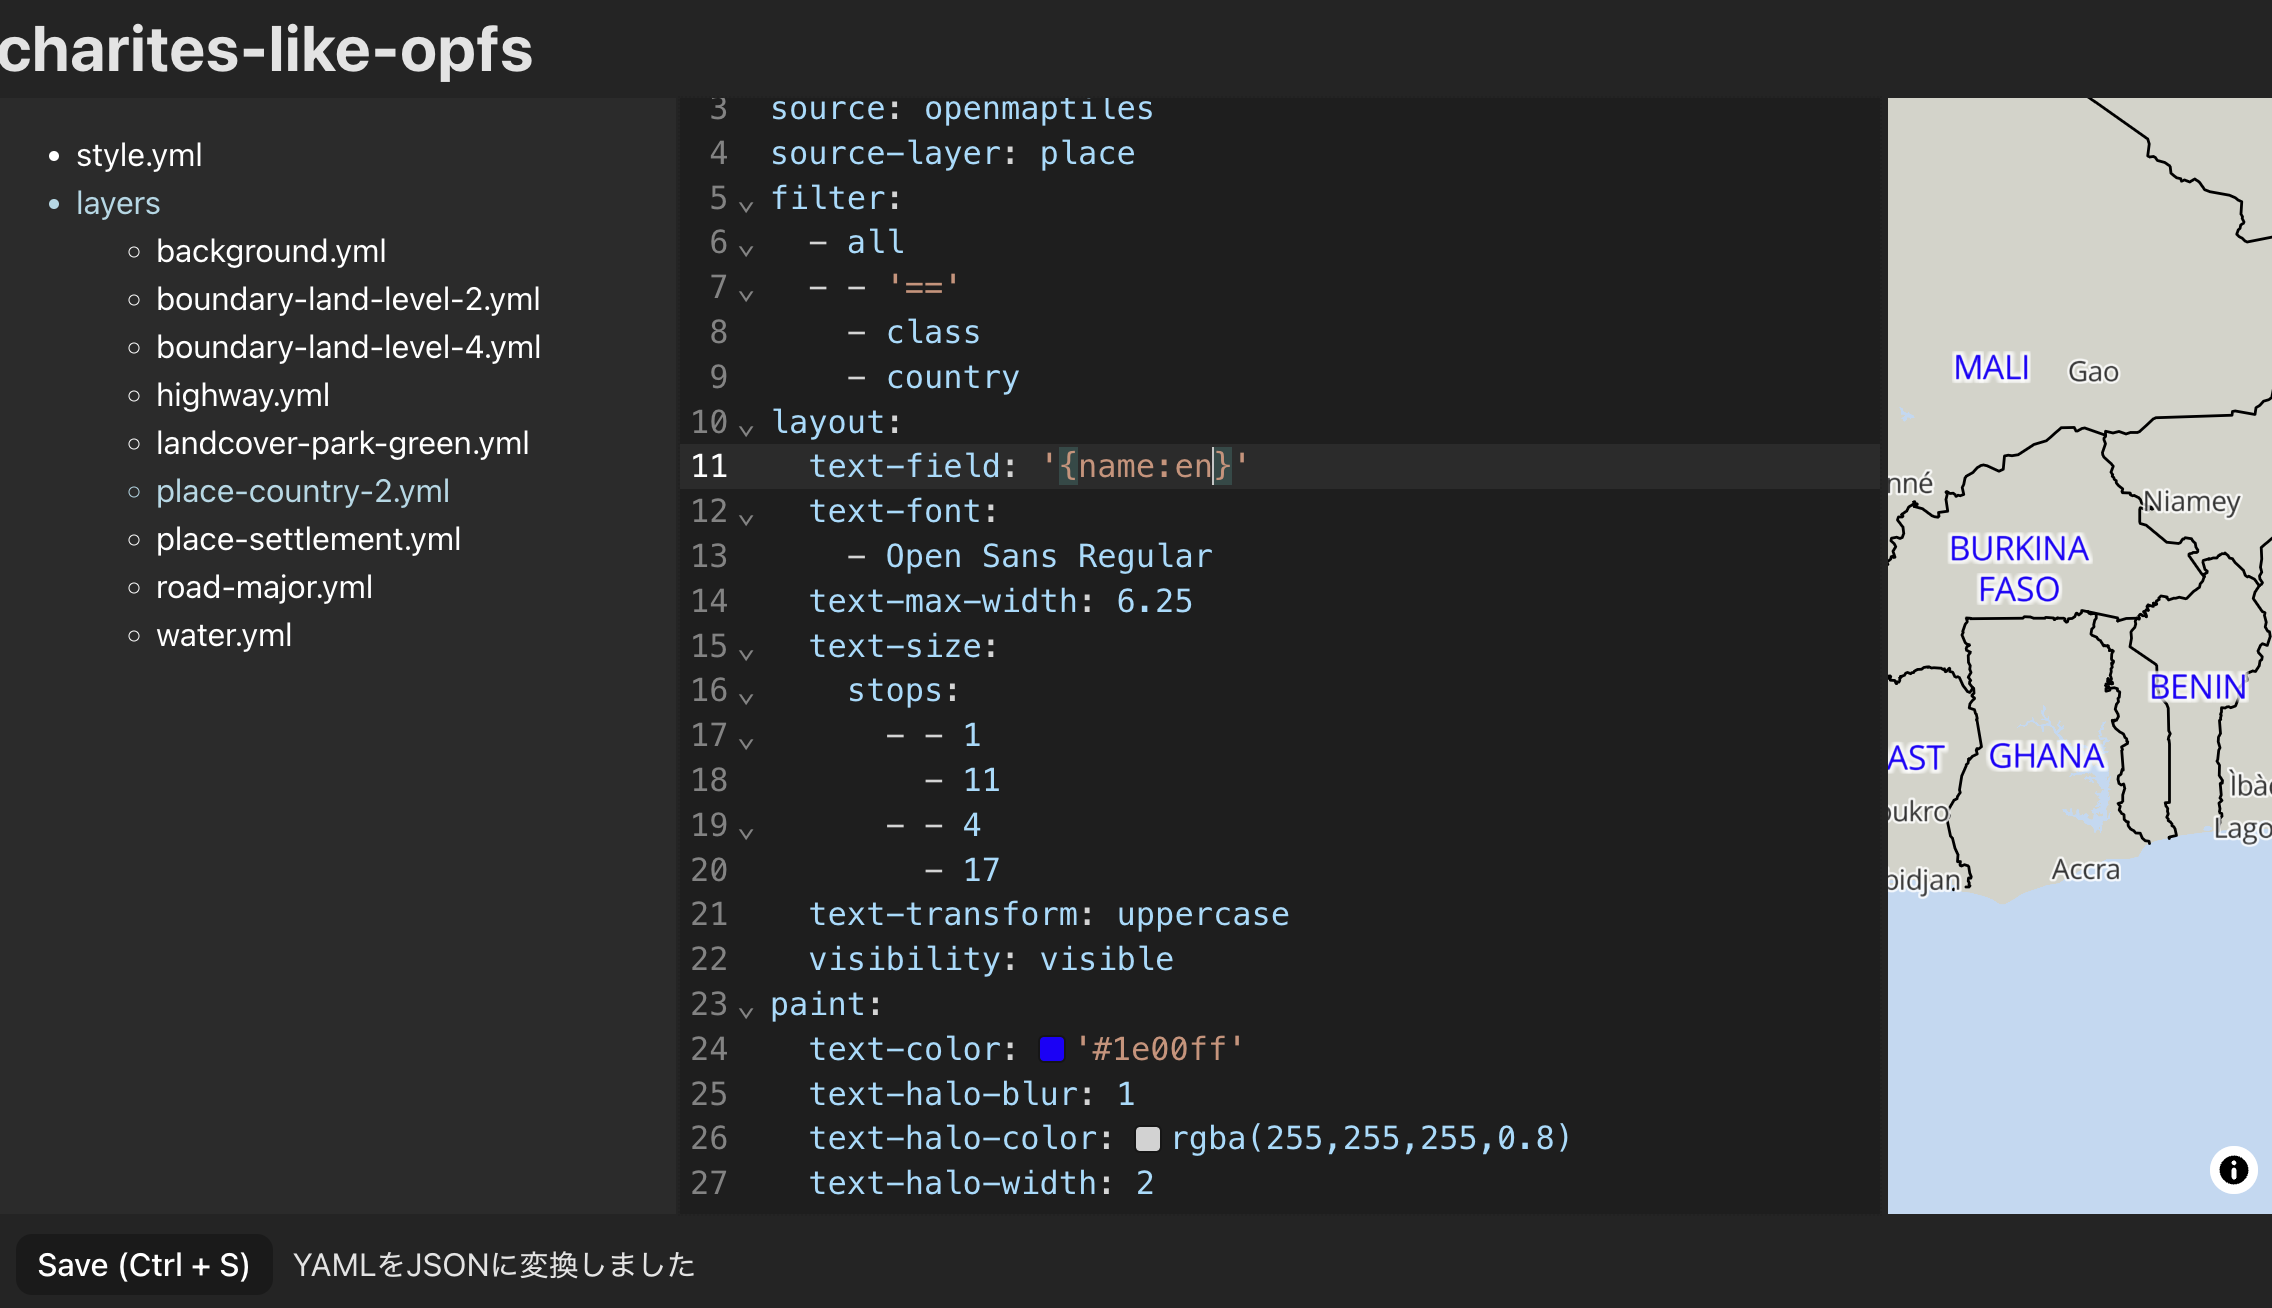 charites-like-opfs
style.yml
layers
background.yml
boundary-land-level-2.yml
boundary-land-level-4.yml
highway.yml
landcover-park-green.yml
place-country-2.yml
place-settlement.yml
road-major.yml
water.yml
3 source: openmaptiles
4 source-layer: place
5 filter:
6 - all
7 - - '=='
8 - class
9 - country
10 layout:
11 text-field: '{name:en}'
12 text-font:
13 - Open Sans Regular
14 text-max-width: 6.25
15 text-size:
16 stops:
17 - - 1
18 - 11
19 - - 4
20 - 17
21 text-transform: uppercase
22 visibility: visible
23 paint:
24 text-color: '#1e00ff'
25 text-halo-blur: 1
26 text-halo-color: rgba(255,255,255,0.8)
27 text-halo-width: 2
MALI
Gao
nné
Niamey
BURKINA
FASO
BENIN
AST
GHANA
Ìbà
oukro
Lago
Accra
bidjan
Save (Ctrl + S)
YAMLをJSONに変換しました